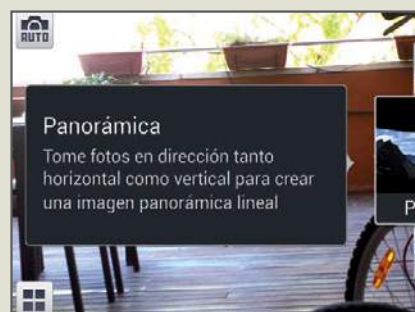 AUTO
Panorámica
Tome fotos en dirección tanto
horizontal como vertical para crear
una imagen panorámica lineal
P